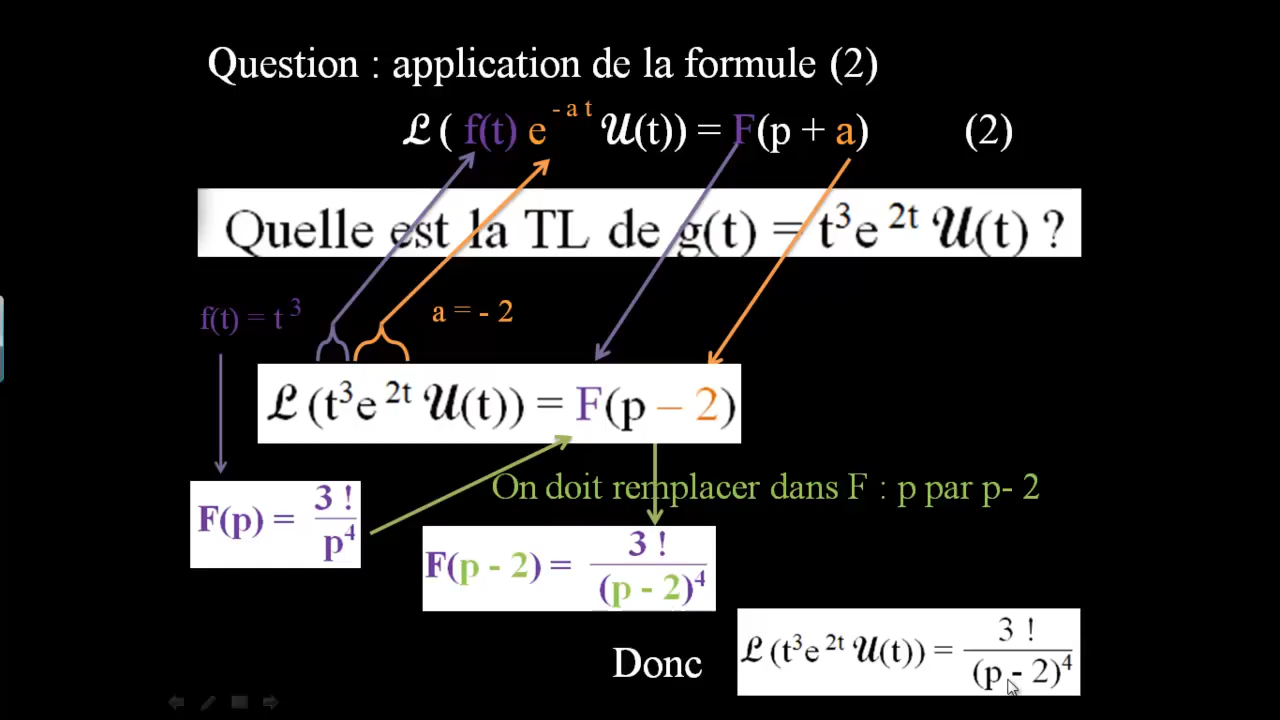 Question : application de la formule (2)
ℒ ( f(t) e^{- a t} 𝒰(t)) = F(p + a) (2)
Quelle est la TL de g(t) = t³e^{2t} 𝒰(t) ?
f(t) = t³
a = - 2
ℒ (t³e^{2t} 𝒰(t)) = F(p – 2)
On doit remplacer dans F : p par p- 2
F(p) = 3 ! / p⁴
F(p - 2) = 3 ! / (p - 2)⁴
Donc ℒ (t³e^{2t} 𝒰(t)) = 3 ! / (p - 2)⁴